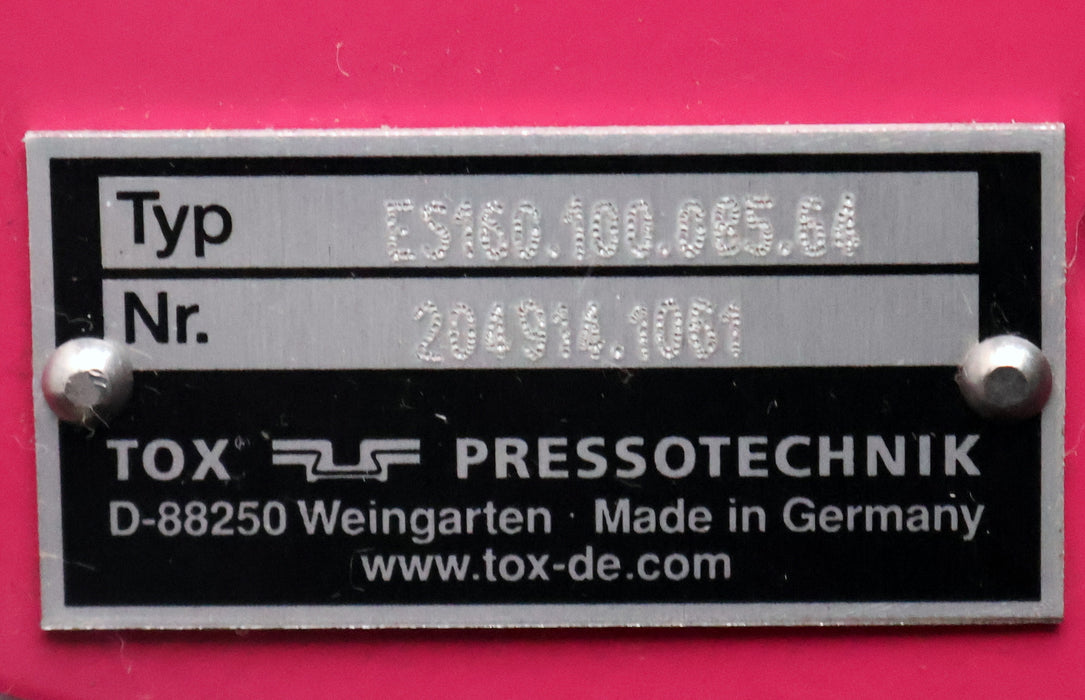 Typ ES160.100.085.64
Nr. 204914.1061
TOX® PRESSOTECHNIK
D-88250 Weingarten · Made in Germany
www.tox-de.com